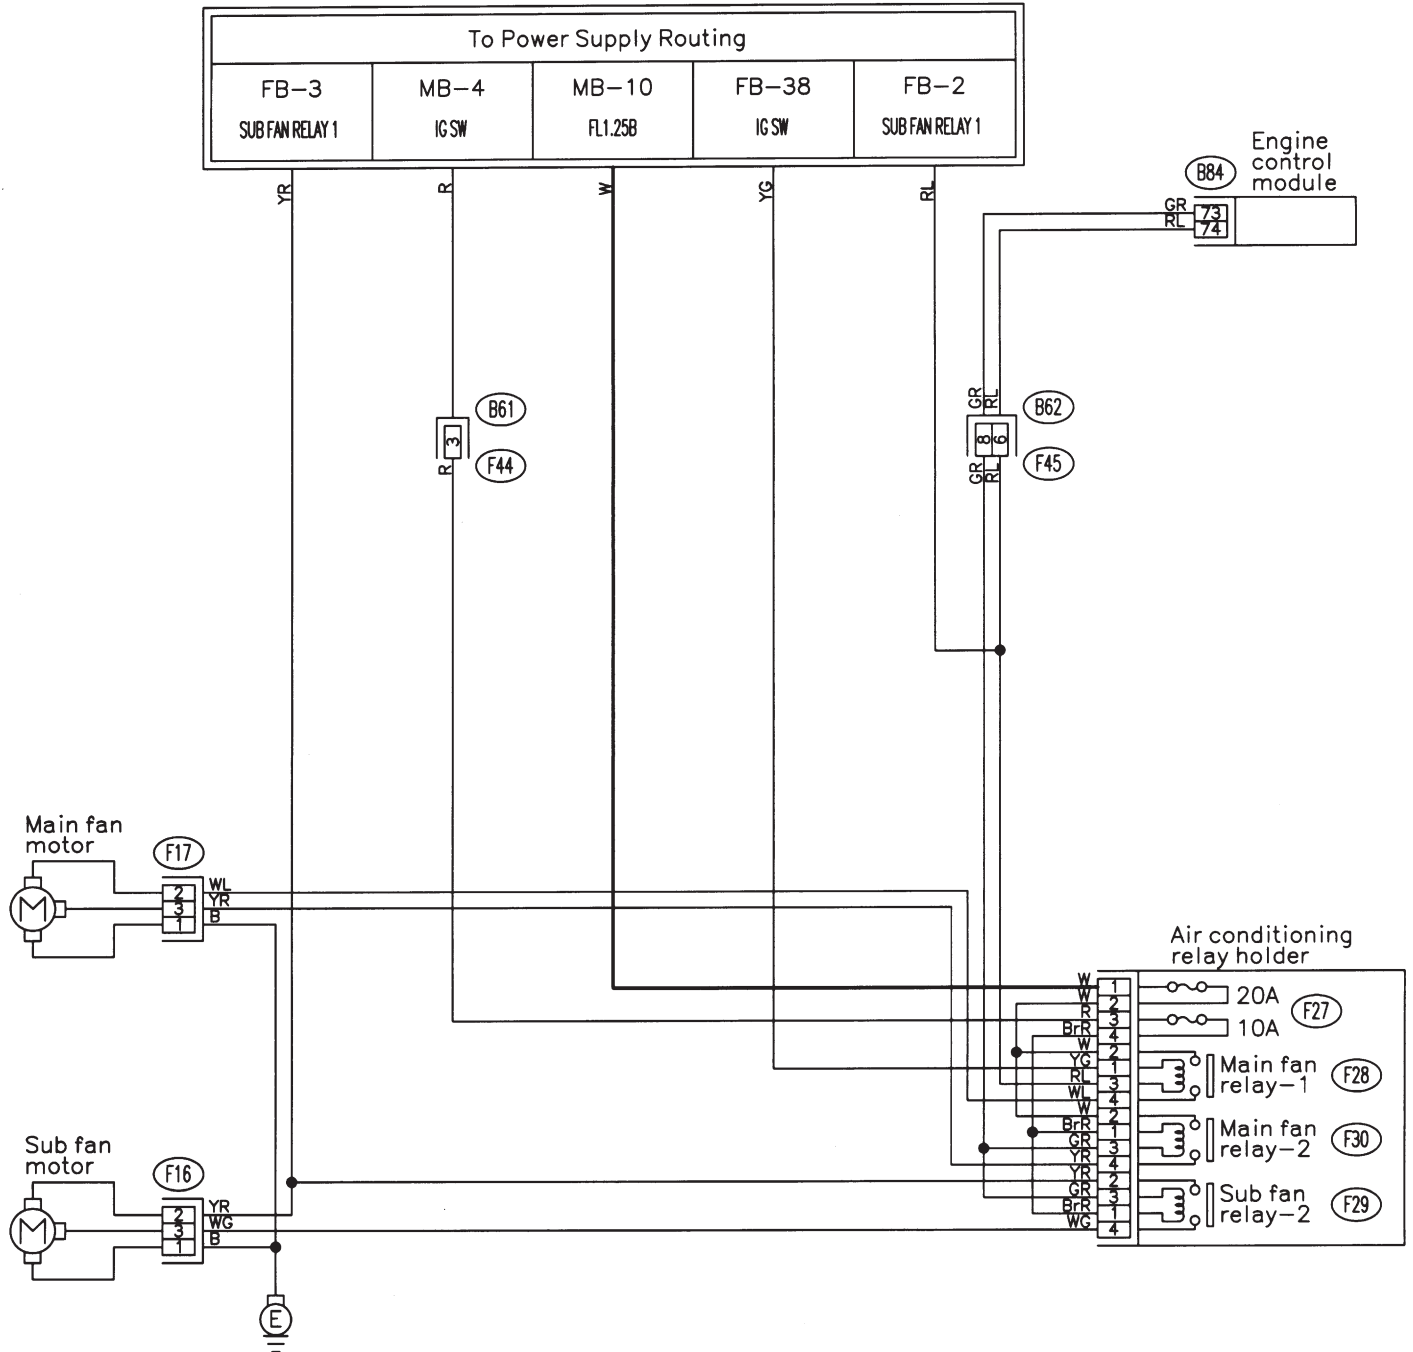 To Power Supply Routing
FB-3
MB-4
MB-10
FB-38
FB-2
SUB FAN RELAY 1
IG SW
FL1.25B
IG SW
SUB FAN RELAY 1
YR
R
W
YG
RL
Engine
control
module
B84
GR
73
RL
74
GR
RL
B61
3
F44
R
B62
8
6
F45
GR
RL
Main fan
motor
F17
M
2
WL
3
YR
1
B
Sub fan
motor
F16
M
2
YR
3
WG
1
B
E
Air conditioning
relay holder
W
1
W
2
20A
F27
R
3
BrR
4
10A
W
2
YG
1
Main fan
relay-1
F28
RL
3
WL
4
W
2
BrR
1
Main fan
relay-2
F30
GR
3
YR
4
YR
2
GR
3
Sub fan
relay-2
F29
BrR
1
WG
4